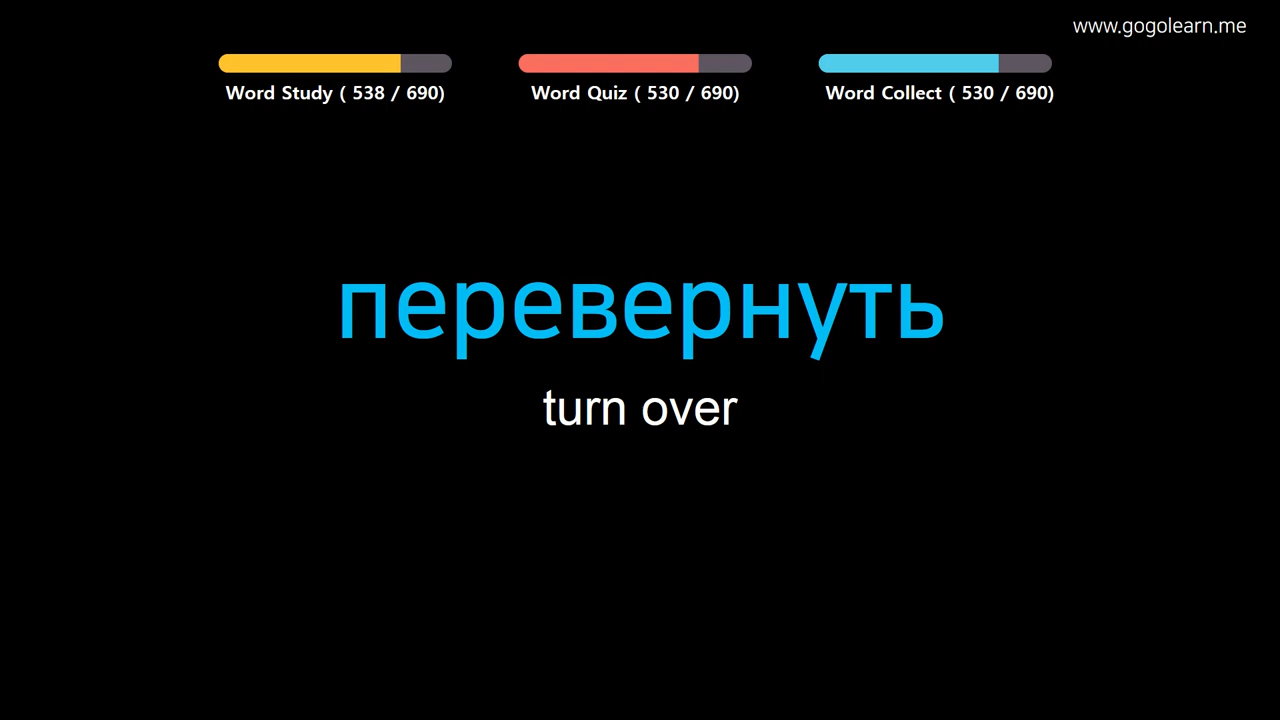 www.gogolearn.me
Word Study ( 538 / 690)
Word Quiz ( 530 / 690)
Word Collect ( 530 / 690)
перевернуть
turn over